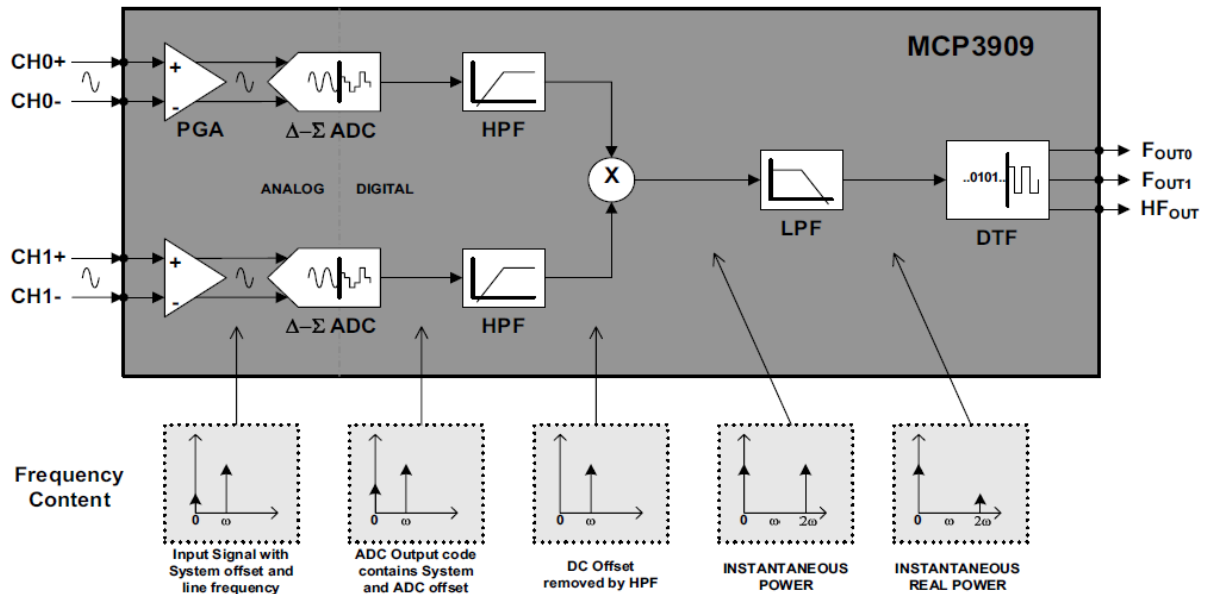 MCP3909
CH0+
CH0-
+
-
PGA
Δ–Σ ADC
HPF
ANALOG
DIGITAL
X
LPF
..0101..
DTF
FOUT0
FOUT1
HFOUT
CH1+
CH1-
+
-
Δ–Σ ADC
HPF
Frequency
Content
0
ω
Input Signal with
System offset and
line frequency
0
ω
ADC Output code
contains System
and ADC offset
0
ω
DC Offset
removed by HPF
0
ω
2ω
INSTANTANEOUS
POWER
0
ω
2ω
INSTANTANEOUS
REAL POWER